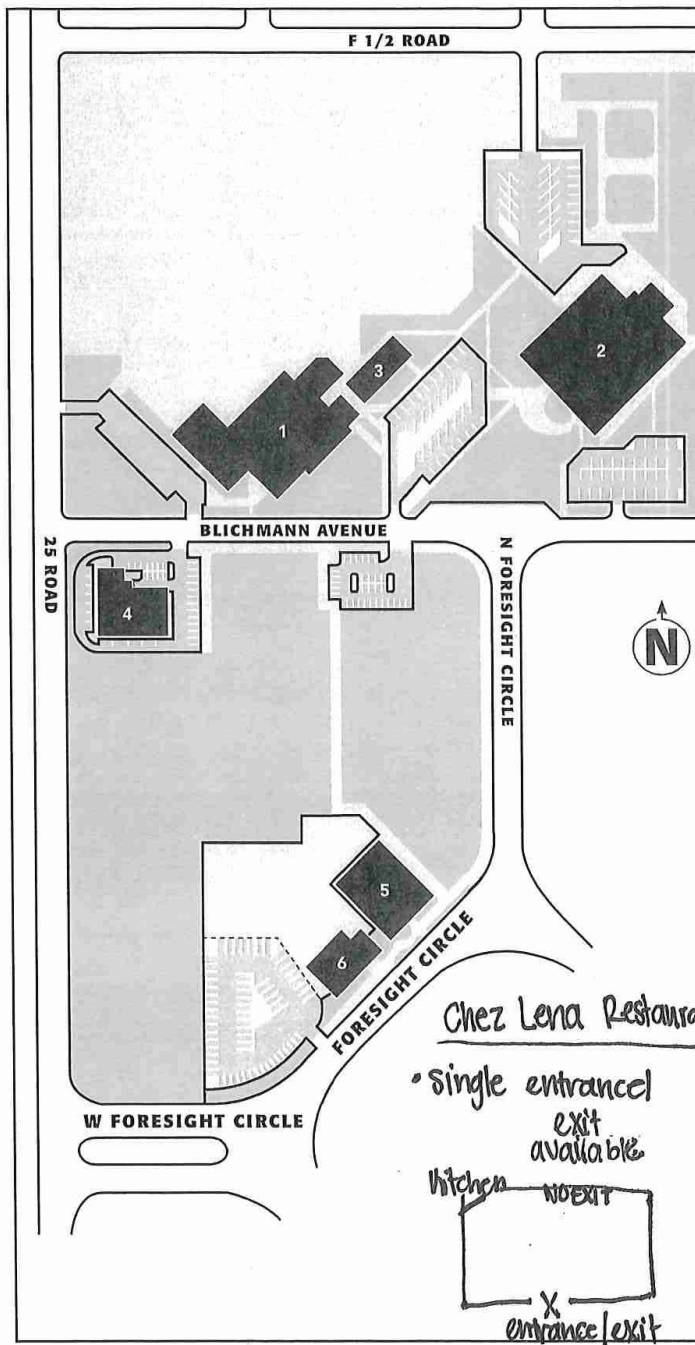 F 1/2 ROAD
2
3
1
BLICHMANN AVENUE
25 ROAD
N FORESIGHT CIRCLE
4
N
5
6
FORESIGHT CIRCLE
Chez Lena Restaura
• Single entrance/
exit
available
W FORESIGHT CIRCLE
Kitchen NO EXIT
X
entrance/exit